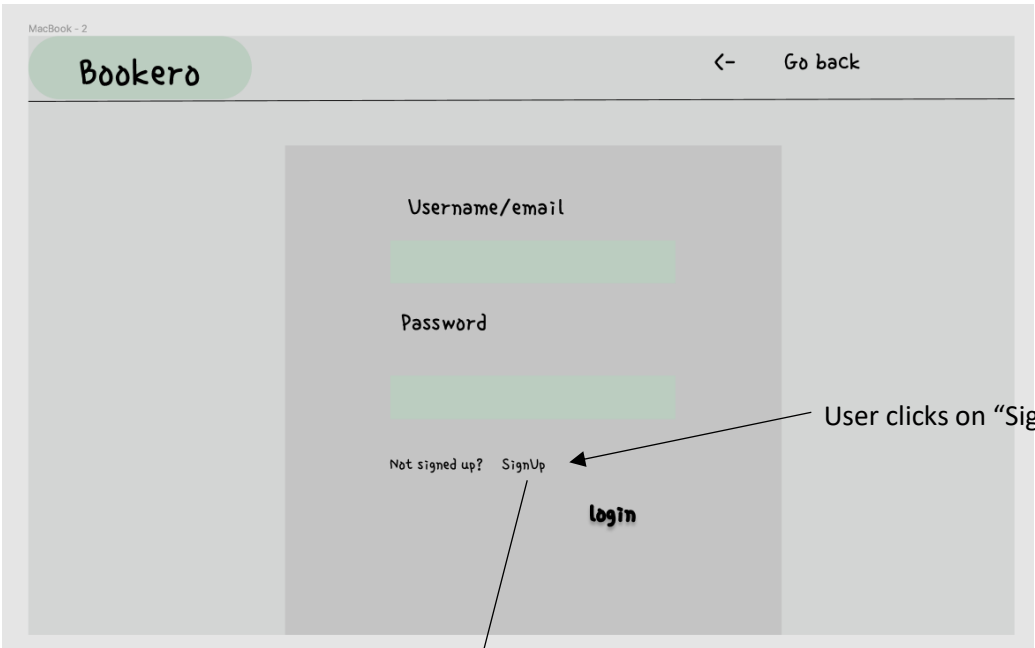 MacBook - 2
Bookero
<- Go back
Username/email
Password
User clicks on “Sig
Not signed up? SignUp
login